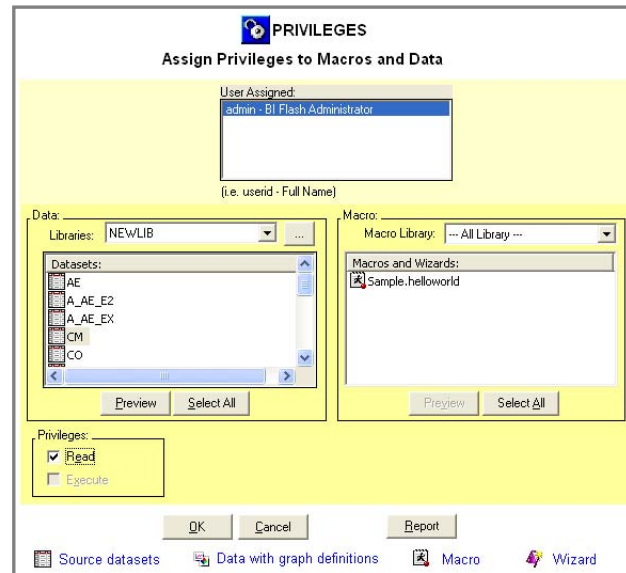 PRIVILEGES
Assign Privileges to Macros and Data
User Assigned:
admin - BI Flash Administrator
(i.e. userid - Full Name)
Data:
Libraries: NEWLIB ...
Datasets:
AE
A_AE_E2
A_AE_EX
CM
CO
Preview Select All
Macro:
Macro Library: --- All Library ---
Macros and Wizards:
Sample.helloworld
Preview Select All
Privileges:
Read
Execute
OK Cancel Report
Source datasets Data with graph definitions Macro Wizard